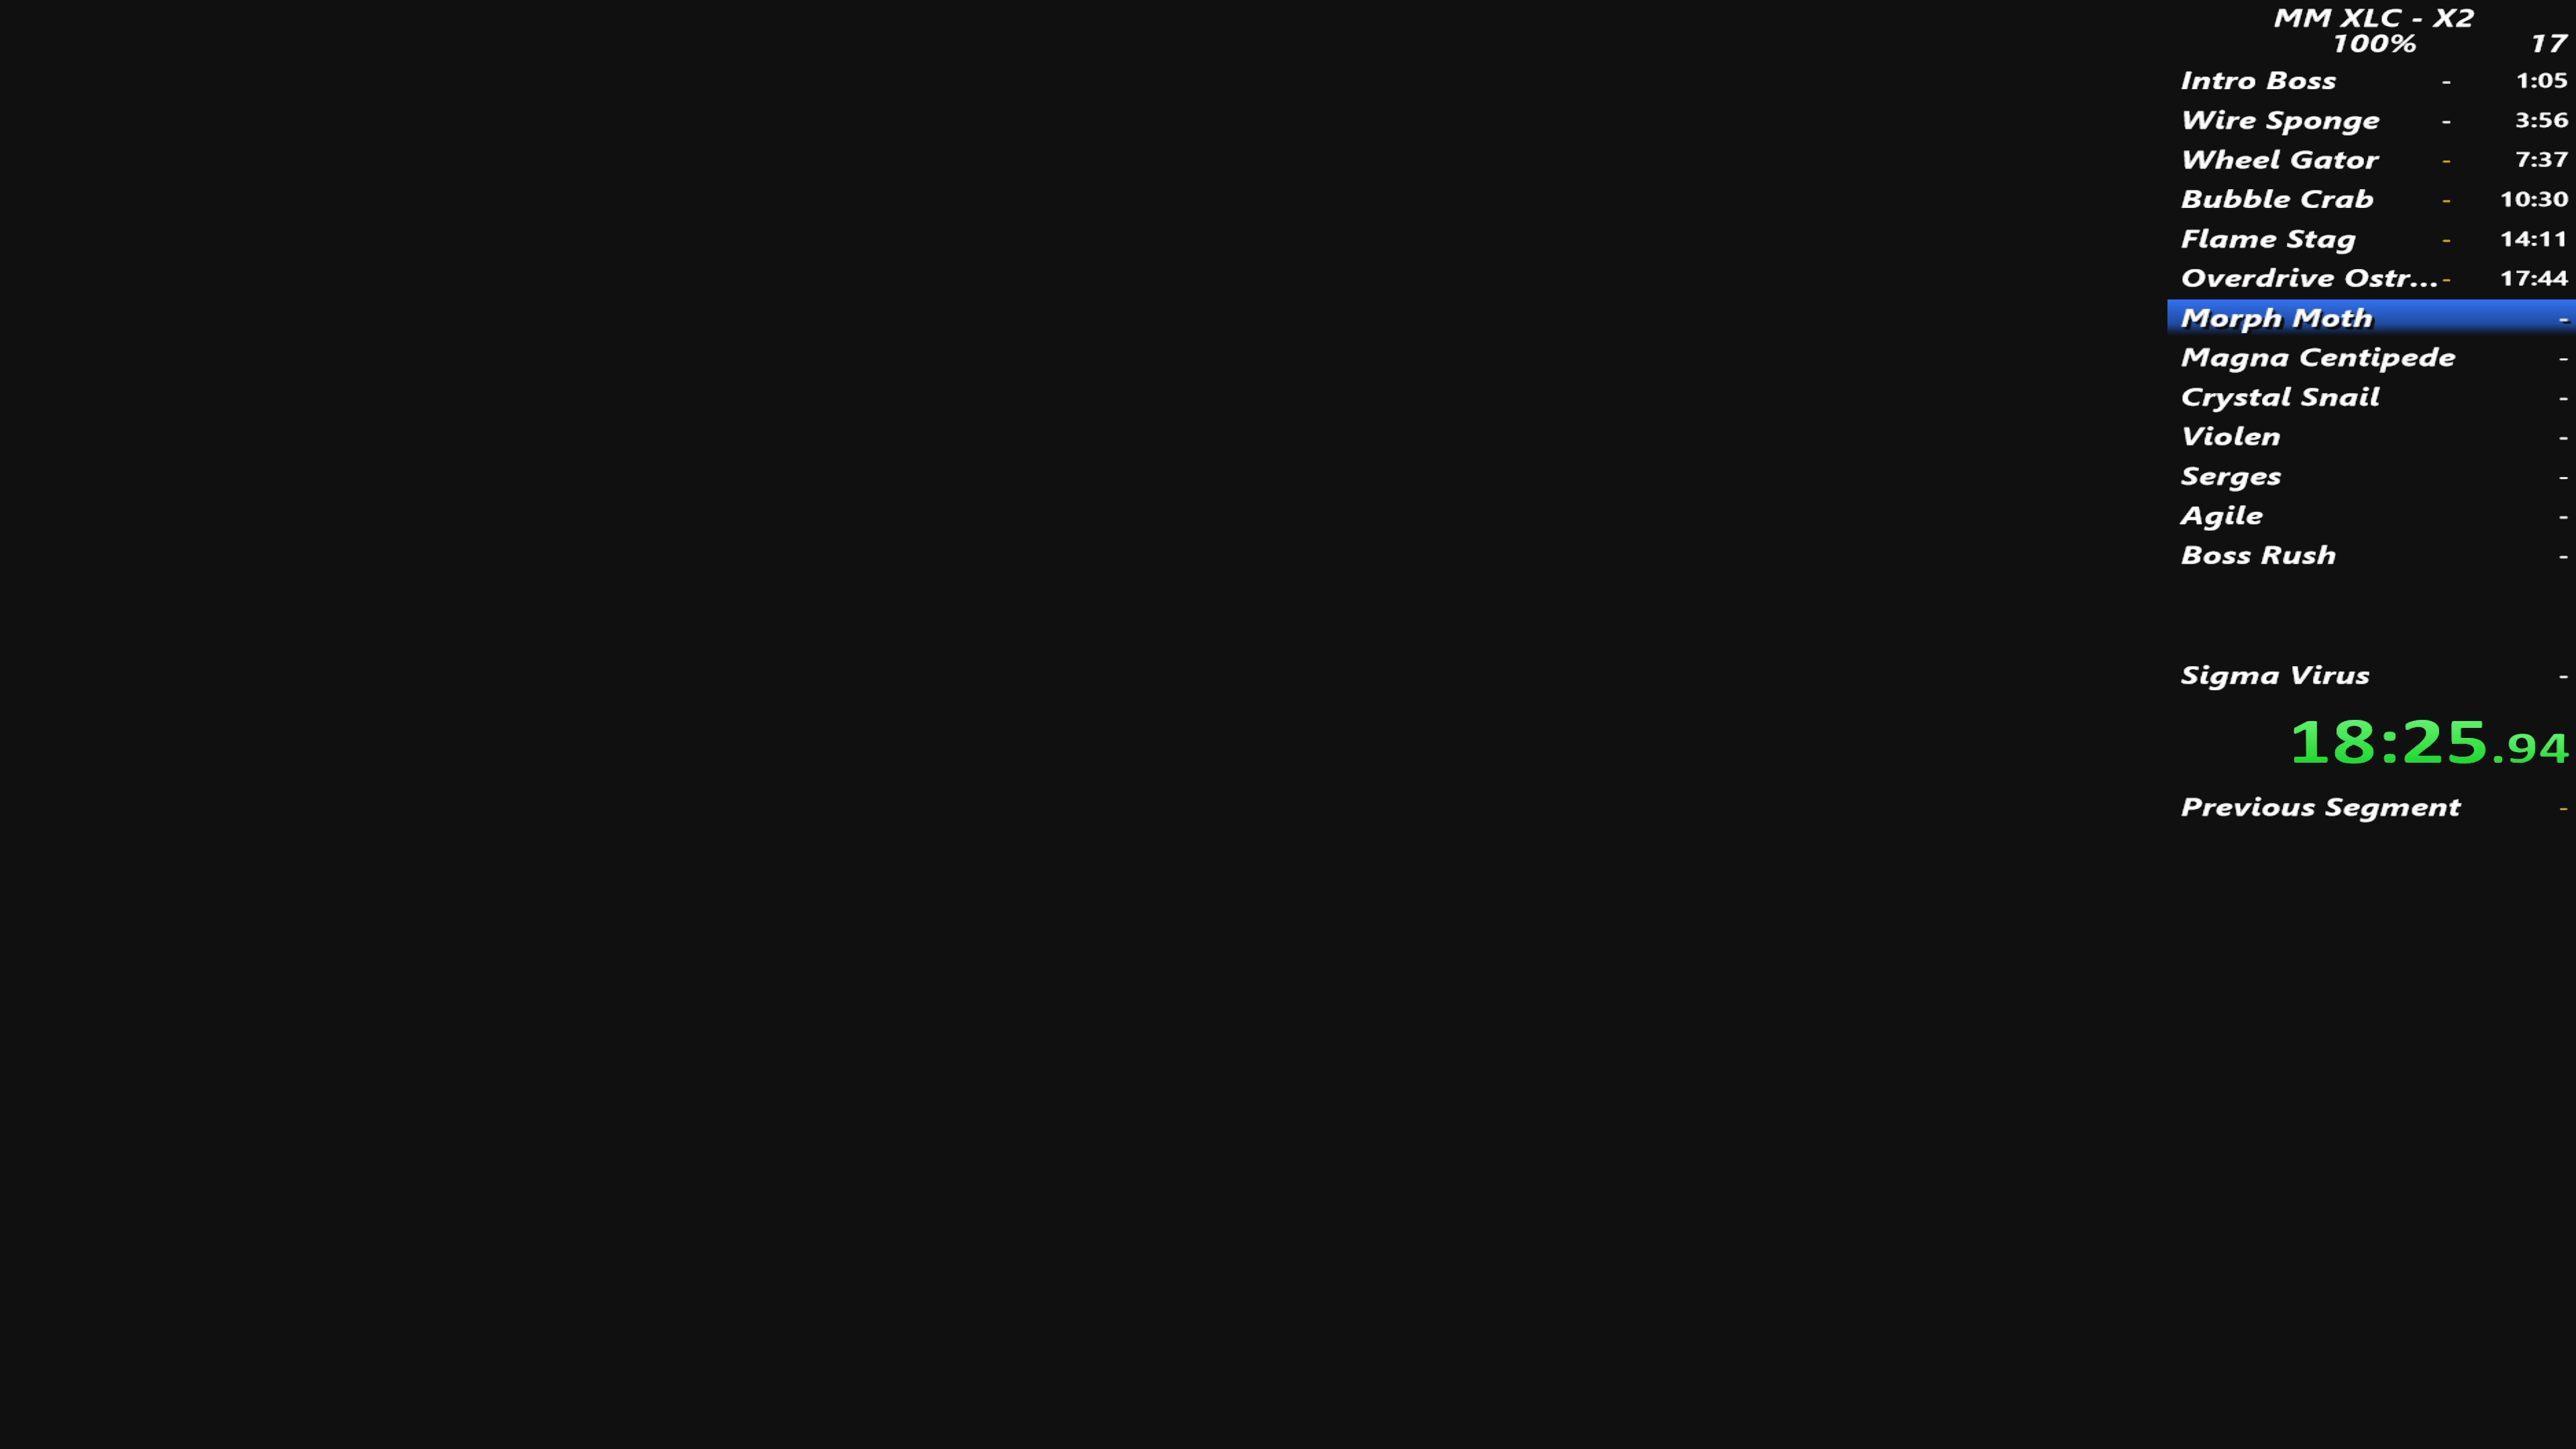 MM XLC - X2
100% 17
Intro Boss - 1:05
Wire Sponge - 3:56
Wheel Gator - 7:37
Bubble Crab - 10:30
Flame Stag - 14:11
Overdrive Ostr... - 17:44
Morph Moth -
Magna Centipede -
Crystal Snail -
Violen -
Serges -
Agile -
Boss Rush -
Sigma Virus -
18:25.94
Previous Segment -